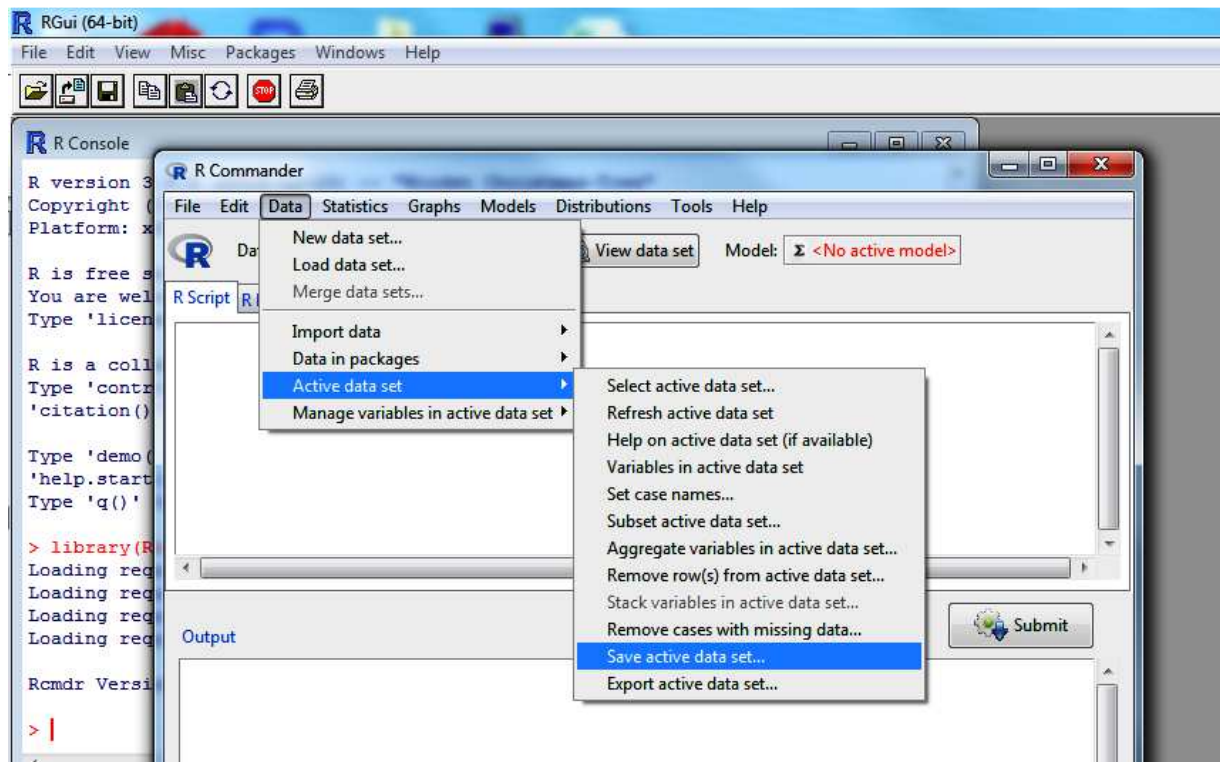 RGui (64-bit)
File Edit View Misc Packages Windows Help
STOP
R Console
R version 3
Copyright (
Platform: x
R is free s
You are wel
Type 'licen
R is a coll
Type 'contr
'citation()
Type 'demo(
'help.start
Type 'q()'
> library(R
Loading req
Loading req
Loading req
Loading req
Rcmdr Versi
>
R Commander
File Edit Data Statistics Graphs Models Distributions Tools Help
Da
View data set
Model: Σ <No active model>
R Script
New data set...
Load data set...
Merge data sets...
Import data
Data in packages
Active data set
Manage variables in active data set
Select active data set...
Refresh active data set
Help on active data set (if available)
Variables in active data set
Set case names...
Subset active data set...
Aggregate variables in active data set...
Remove row(s) from active data set...
Stack variables in active data set...
Remove cases with missing data...
Save active data set...
Export active data set...
Submit
Output